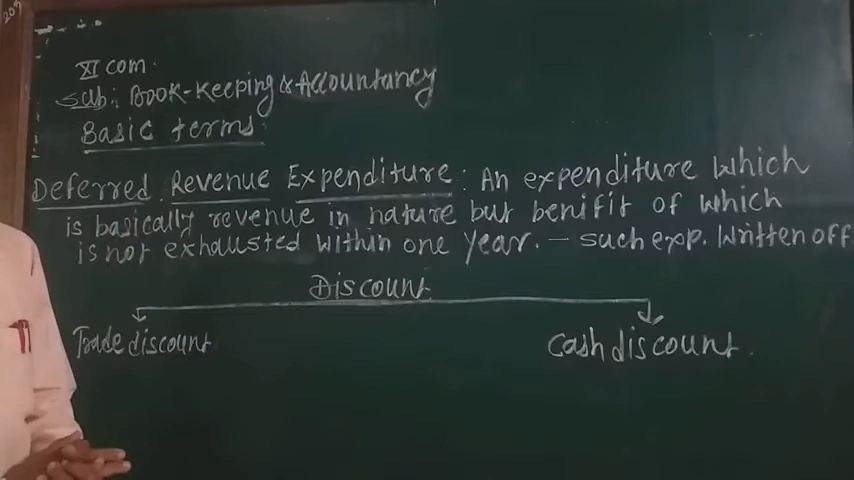 XI com.
Sub: Book-Keeping & Accountancy
Basic terms
Deferred Revenue Expenditure: An expenditure which
is basically revenue in nature but benifit of which
is not exhausted within one year. - such exp. Written off
Discount
Trade discount
Cash discount.